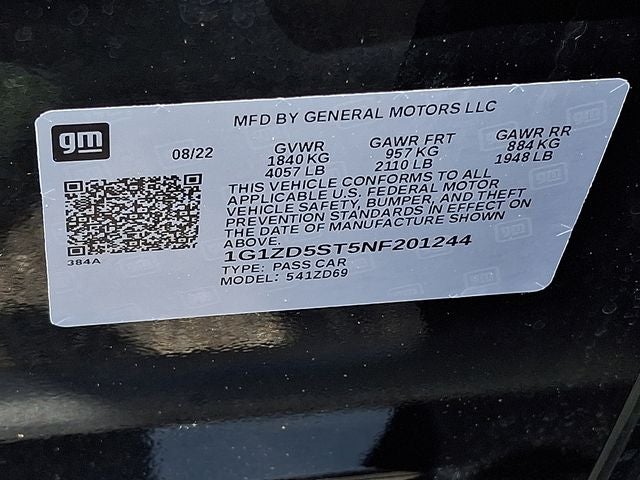 MFD BY GENERAL MOTORS LLC
gm
08/22
GVWR
1840 KG
4057 LB
GAWR FRT
957 KG
2110 LB
GAWR RR
884 KG
1948 LB
THIS VEHICLE CONFORMS TO ALL
APPLICABLE U.S. FEDERAL MOTOR
VEHICLE SAFETY, BUMPER, AND THEFT
PREVENTION STANDARDS IN EFFECT ON
THE DATE OF MANUFACTURE SHOWN
ABOVE.
384A
1G1ZD5ST5NF201244
TYPE: PASS CAR
MODEL: 541ZD69